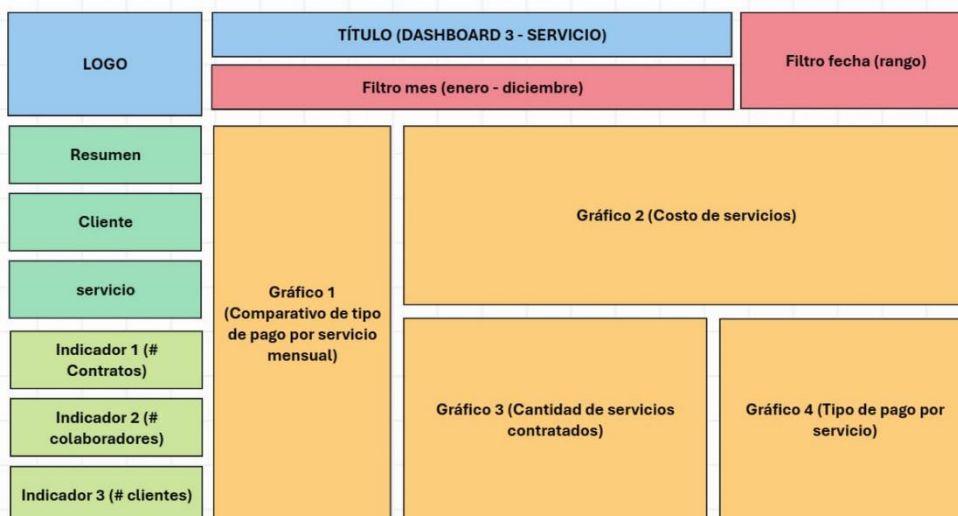 LOGO
TÍTULO (DASHBOARD 3 - SERVICIO)
Filtro mes (enero - diciembre)
Filtro fecha (rango)
Resumen
Cliente
servicio
Indicador 1 (#
Contratos)
Indicador 2 (#
colaboradores)
Indicador 3 (# clientes)
Gráfico 1
(Comparativo de tipo
de pago por servicio
mensual)
Gráfico 2 (Costo de servicios)
Gráfico 3 (Cantidad de servicios
contratados)
Gráfico 4 (Tipo de pago por
servicio)